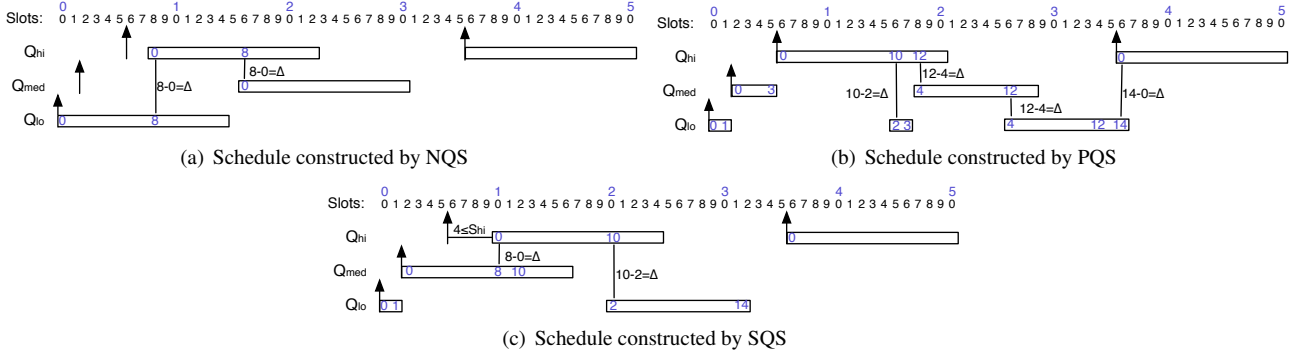 0 1 2 3 4 5
Slots: 0 1 2 3 4 5 6 7 8 9 0 1 2 3 4 5 6 7 8 9 0 1 2 3 4 5 6 7 8 9 0 1 2 3 4 5 6 7 8 9 0 1 2 3 4 5 6 7 8 9 0
Qhi 0 8
8-0=Δ 8-0=Δ
Qmed 0
Qlo 0 8
(a) Schedule constructed by NQS
0 1 2 3 4 5
Slots: 0 1 2 3 4 5 6 7 8 9 0 1 2 3 4 5 6 7 8 9 0 1 2 3 4 5 6 7 8 9 0 1 2 3 4 5 6 7 8 9 0 1 2 3 4 5 6 7 8 9 0
Qhi 0 10 12 0
12-4=Δ
Qmed 0 3 10-2=Δ 4 12 14-0=Δ
12-4=Δ
Qlo 0 1 2 3 4 12 14
(b) Schedule constructed by PQS
0 1 2 3 4 5
Slots: 0 1 2 3 4 5 6 7 8 9 0 1 2 3 4 5 6 7 8 9 0 1 2 3 4 5 6 7 8 9 0 1 2 3 4 5 6 7 8 9 0 1 2 3 4 5 6 7 8 9 0
4≤Shi
Qhi 0 10 0
8-0=Δ
Qmed 0 8 10 10-2=Δ
Qlo 0 1 2 14
(c) Schedule constructed by SQS